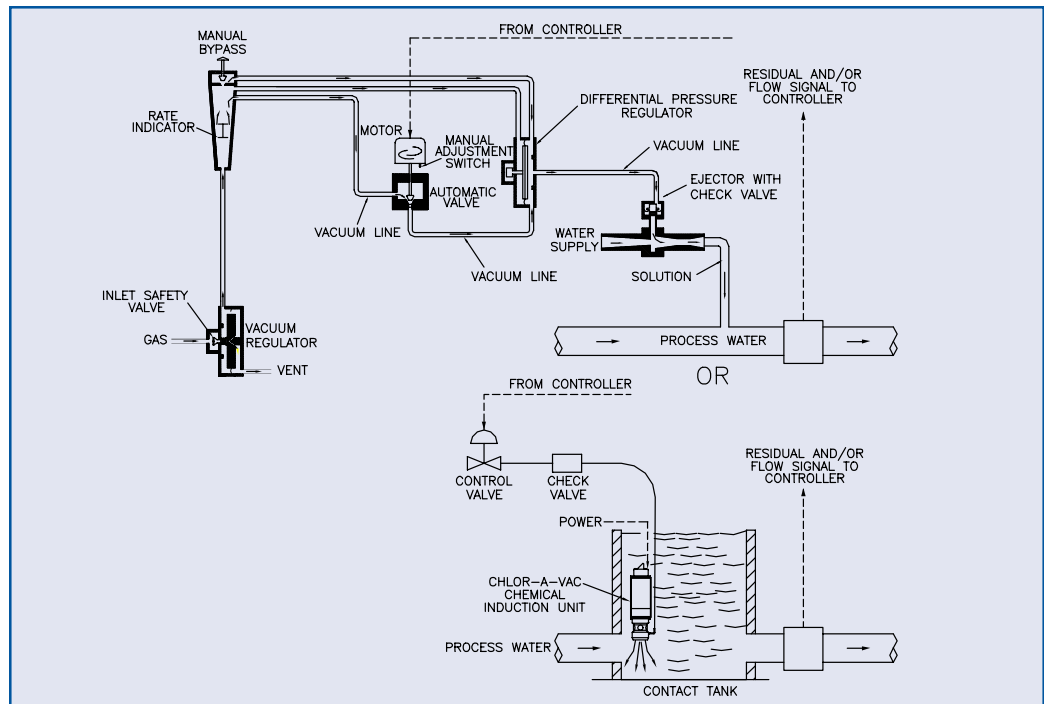 FROM CONTROLLER
MANUAL
BYPASS
RESIDUAL AND/OR
FLOW SIGNAL TO
CONTROLLER
DIFFERENTIAL PRESSURE
REGULATOR
RATE
INDICATOR
MOTOR
MANUAL
ADJUSTMENT
SWITCH
VACUUM LINE
EJECTOR WITH
CHECK VALVE
AUTOMATIC
VALVE
VACUUM LINE
WATER
SUPPLY
VACUUM LINE
SOLUTION
INLET SAFETY
VALVE
GAS
VACUUM
REGULATOR
VENT
PROCESS WATER
OR
FROM CONTROLLER
CONTROL
VALVE
CHECK
VALVE
RESIDUAL AND/OR
FLOW SIGNAL TO
CONTROLLER
POWER
CHLOR-A-VAC
CHEMICAL
INDUCTION UNIT
PROCESS WATER
CONTACT TANK